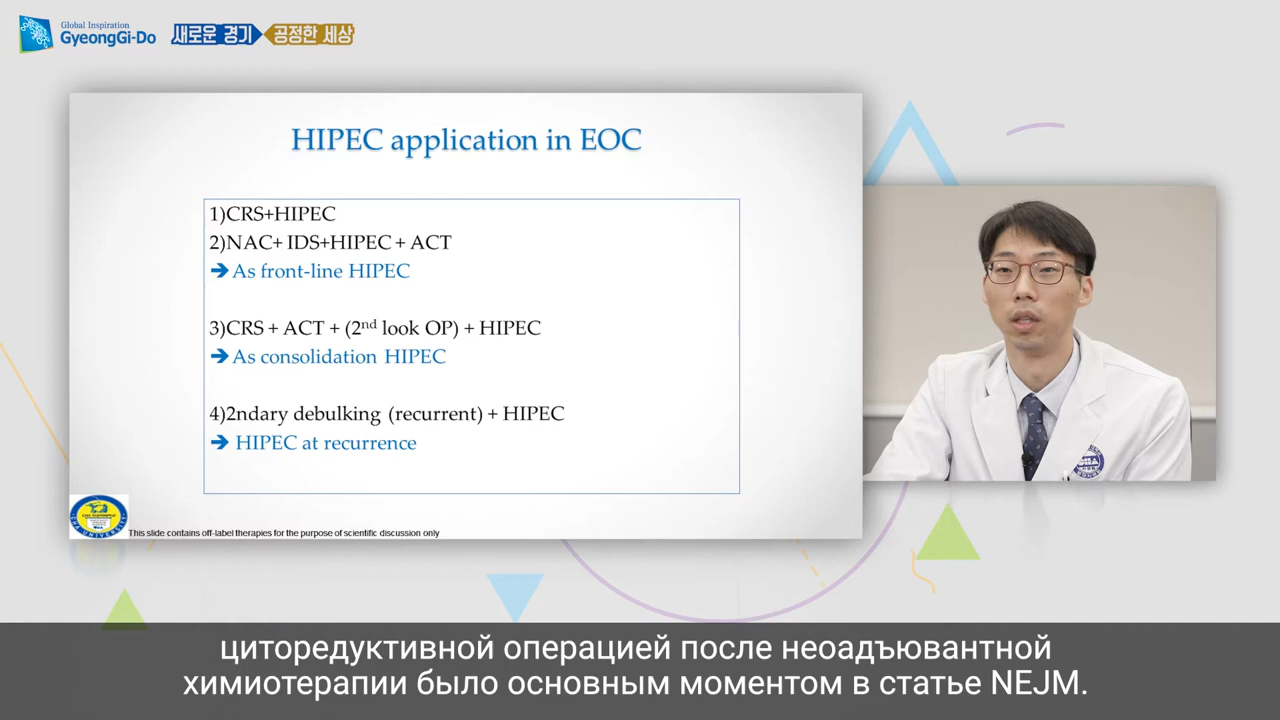 Global Inspiration
GyeongGi-Do
새로운 경기
공정한 세상
HIPEC application in EOC
1)CRS+HIPEC
2)NAC+ IDS+HIPEC + ACT
➔ As front-line HIPEC
3)CRS + ACT + (2nd look OP) + HIPEC
➔ As consolidation HIPEC
4)2ndary debulking (recurrent) + HIPEC
➔ HIPEC at recurrence
This slide contains off-label therapies for the purpose of scientific discussion only
циторедуктивной операцией после неоадъювантной
химиотерапии было основным моментом в статье NEJM.